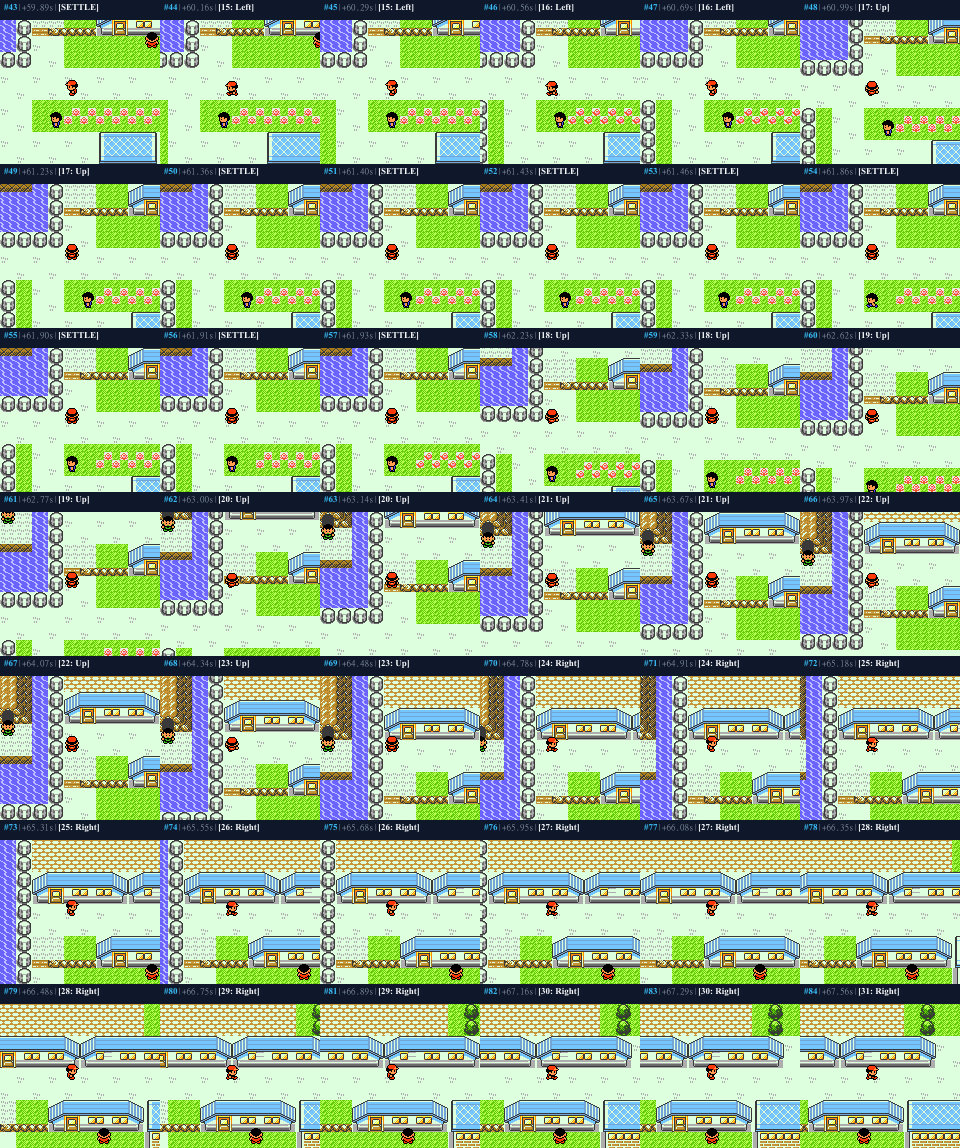 #43|+59.89s|[SETTLE] #44|+60.16s|[15: Left] #45|+60.29s|[15: Left] #46|+60.56s|[16: Left] #47|+60.69s|[16: Left] #48|+60.99s|[17: Up]
#49|+61.23s|[17: Up] #50|+61.36s|[SETTLE] #51|+61.40s|[SETTLE] #52|+61.43s|[SETTLE] #53|+61.46s|[SETTLE] #54|+61.86s|[SETTLE]
#55|+61.90s|[SETTLE] #56|+61.91s|[SETTLE] #57|+61.93s|[SETTLE] #58|+62.23s|[18: Up] #59|+62.33s|[18: Up] #60|+62.62s|[19: Up]
#61|+62.77s|[19: Up] #62|+63.00s|[20: Up] #63|+63.14s|[20: Up] #64|+63.41s|[21: Up] #65|+63.67s|[21: Up] #66|+63.97s|[22: Up]
#67|+64.07s|[22: Up] #68|+64.34s|[23: Up] #69|+64.48s|[23: Up] #70|+64.78s|[24: Right] #71|+64.91s|[24: Right] #72|+65.18s|[25: Right]
#73|+65.31s|[25: Right] #74|+65.55s|[26: Right] #75|+65.68s|[26: Right] #76|+65.95s|[27: Right] #77|+66.08s|[27: Right] #78|+66.35s|[28: Right]
#79|+66.48s|[28: Right] #80|+66.75s|[29: Right] #81|+66.89s|[29: Right] #82|+67.16s|[30: Right] #83|+67.29s|[30: Right] #84|+67.56s|[31: Right]